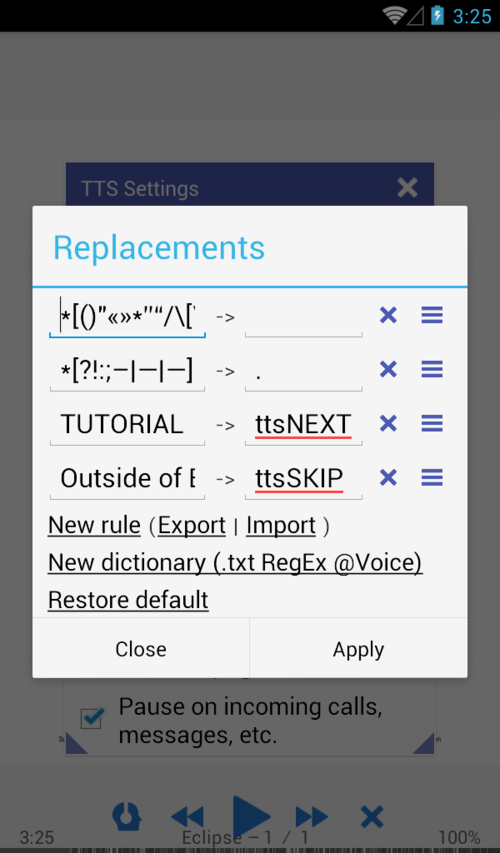 3:25
TTS Settings
Replacements
*[()"«»*"“/\['
->
*[?!:;–|—|―]
->
.
TUTORIAL
->
ttsNEXT
Outside of
->
ttsSKIP
New rule (Export | Import )
New dictionary (.txt RegEx @Voice)
Restore default
Close
Apply
Pause on incoming calls,
messages, etc.
3:25
Eclipse – 1 / 1
100%